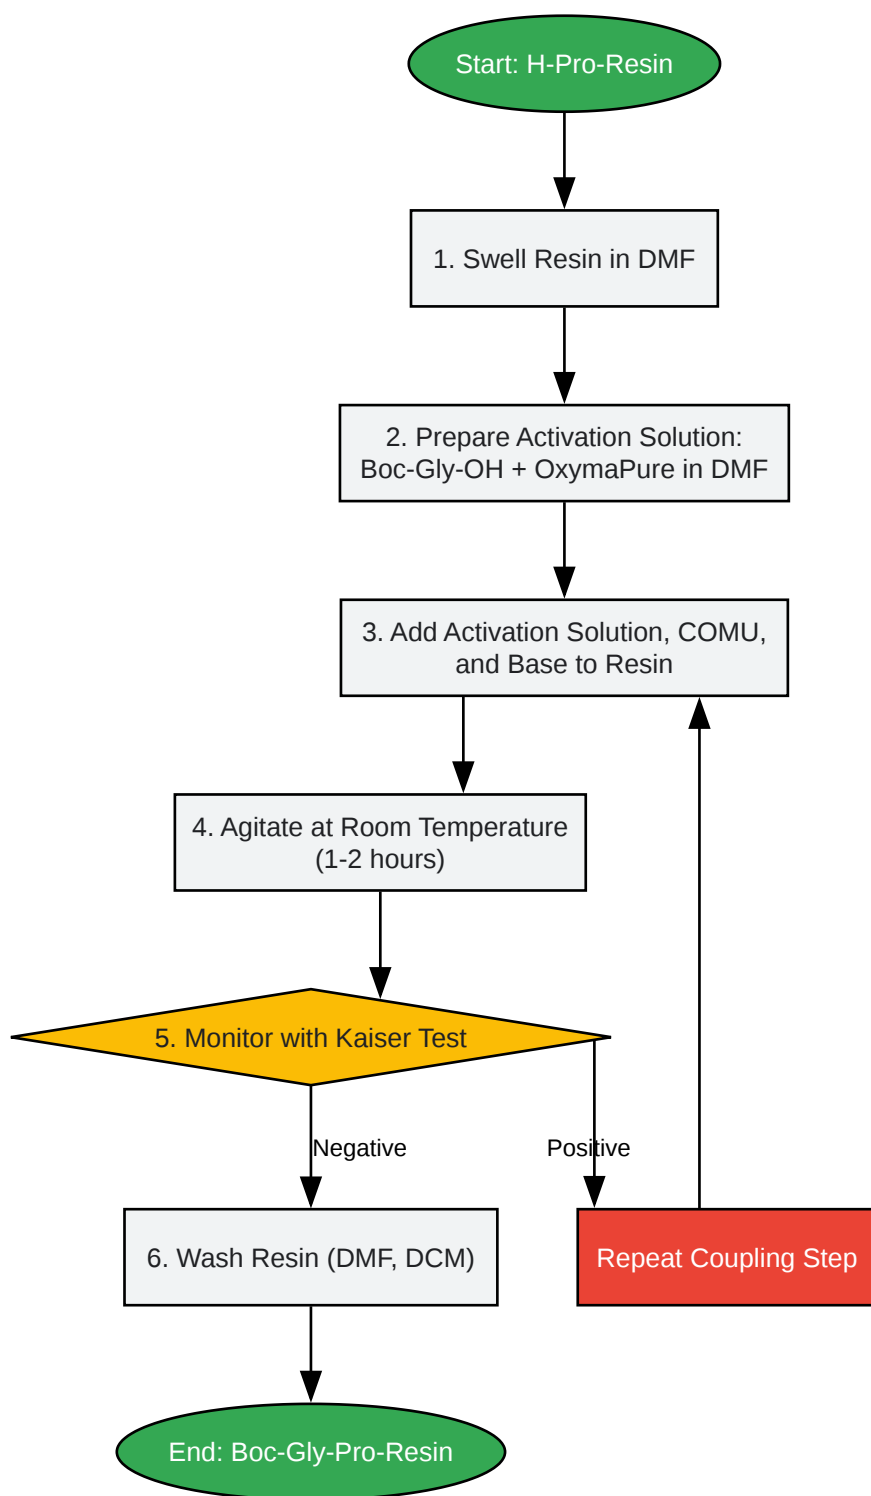 Start: H-Pro-Resin
1. Swell Resin in DMF
2. Prepare Activation Solution:
Boc-Gly-OH + OxymaPure in DMF
3. Add Activation Solution, COMU,
and Base to Resin
4. Agitate at Room Temperature
(1-2 hours)
5. Monitor with Kaiser Test
Negative
Positive
6. Wash Resin (DMF, DCM)
Repeat Coupling Step
End: Boc-Gly-Pro-Resin